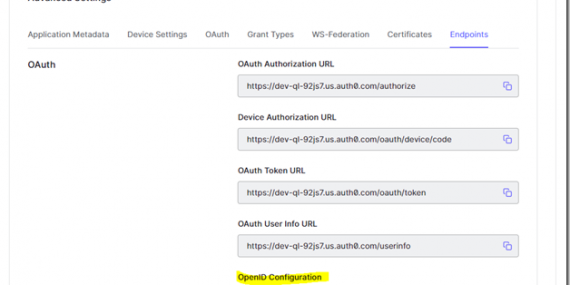 Advanced Settings
Application Metadata Device Settings OAuth Grant Types WS-Federation Certificates Endpoints
OAuth
OAuth Authorization URL
https://dev-ql-92js7.us.auth0.com/authorize
Device Authorization URL
https://dev-ql-92js7.us.auth0.com/oauth/device/code
OAuth Token URL
https://dev-ql-92js7.us.auth0.com/oauth/token
OAuth User Info URL
https://dev-ql-92js7.us.auth0.com/userinfo
OpenID Configuration